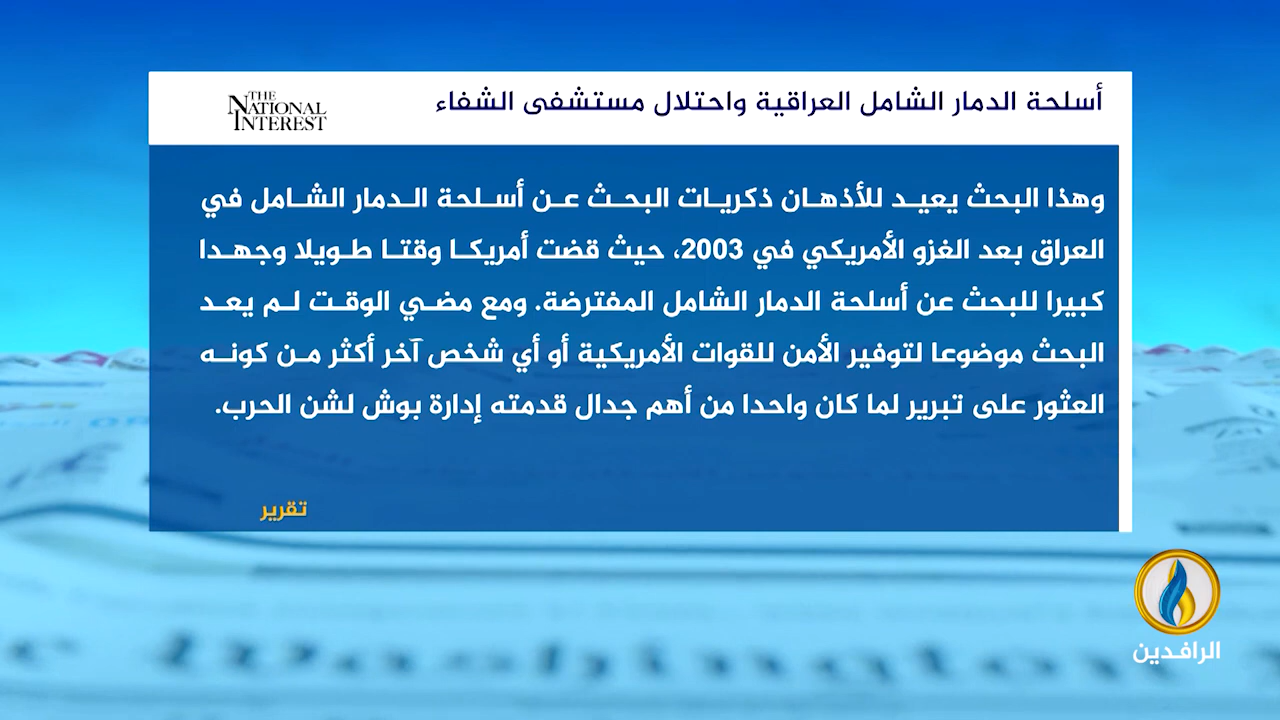 أسلحة الدمار الشامل العراقية واحتلال مستشفى الشفاء
THE
NATIONAL
INTEREST
وهذا البحث يعيد للأذهان ذكريات البحث عن أسلحة الدمار الشامل في
العراق بعد الغزو الأمريكي في 2003، حيث قضت أمريكا وقتا طويلا وجهدا
كبيرا للبحث عن أسلحة الدمار الشامل المفترضة. ومع مضي الوقت لم يعد
البحث موضوعا لتوفير الأمن للقوات الأمريكية أو أي شخص آخر أكثر من كونه
العثور على تبرير لما كان واحدا من أهم جدال قدمته إدارة بوش لشن الحرب.
تقرير
الرافدين